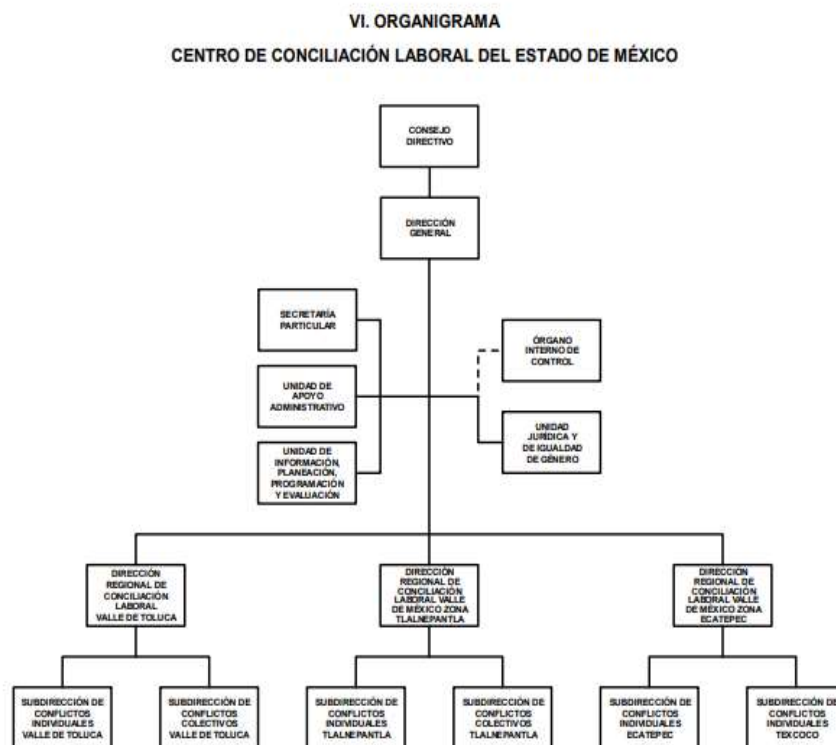 VI. ORGANIGRAMA
CENTRO DE CONCILIACIÓN LABORAL DEL ESTADO DE MÉXICO
CONSEJO
DIRECTIVO
DIRECCIÓN
GENERAL
SECRETARÍA
PARTICULAR
ÓRGANO
INTERNO DE
CONTROL
UNIDAD DE
APOYO
ADMINISTRATIVO
UNIDAD
JURÍDICA Y
DE IGUALDAD
DE GÉNERO
UNIDAD DE
INFORMACIÓN,
PLANEACIÓN,
PROGRAMACIÓN
Y EVALUACIÓN
DIRECCIÓN
REGIONAL DE
CONCILIACIÓN
LABORAL
VALLE DE TOLUCA
DIRECCIÓN
REGIONAL DE
CONCILIACIÓN
LABORAL VALLE
DE MÉXICO ZONA
TLALNEPANTLA
DIRECCIÓN
REGIONAL DE
CONCILIACIÓN
LABORAL VALLE
DE MÉXICO ZONA
ECATEPEC
SUBDIRECCIÓN DE
CONFLICTOS
INDIVIDUALES
VALLE DE TOLUCA
SUBDIRECCIÓN DE
CONFLICTOS
COLECTIVOS
VALLE DE TOLUCA
SUBDIRECCIÓN DE
CONFLICTOS
INDIVIDUALES
TLALNEPANTLA
SUBDIRECCIÓN DE
CONFLICTOS
COLECTIVOS
TLALNEPANTLA
SUBDIRECCIÓN DE
CONFLICTOS
INDIVIDUALES
ECATEPEC
SUBDIRECCIÓN DE
CONFLICTOS
INDIVIDUALES
TEXCOCO